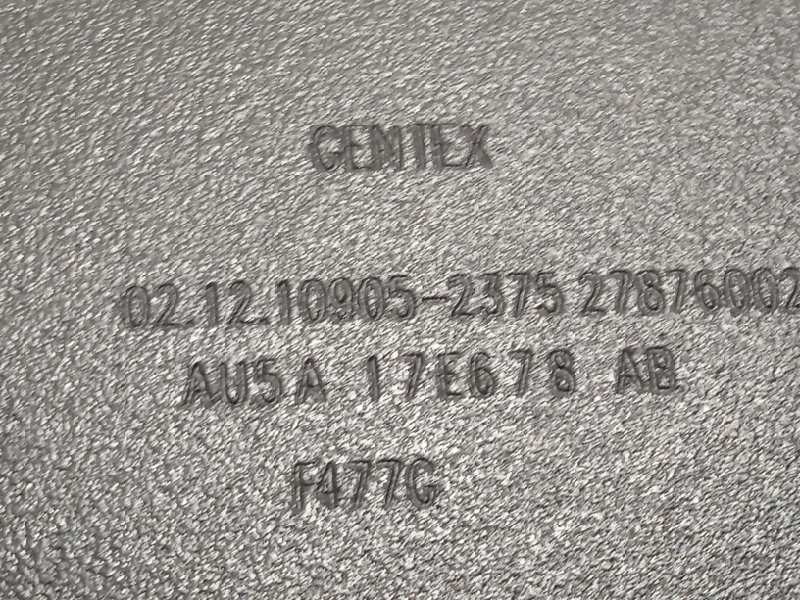 GENTEX
02.12.10905-2375 27876002
AU5A 17E678 AB
F477G